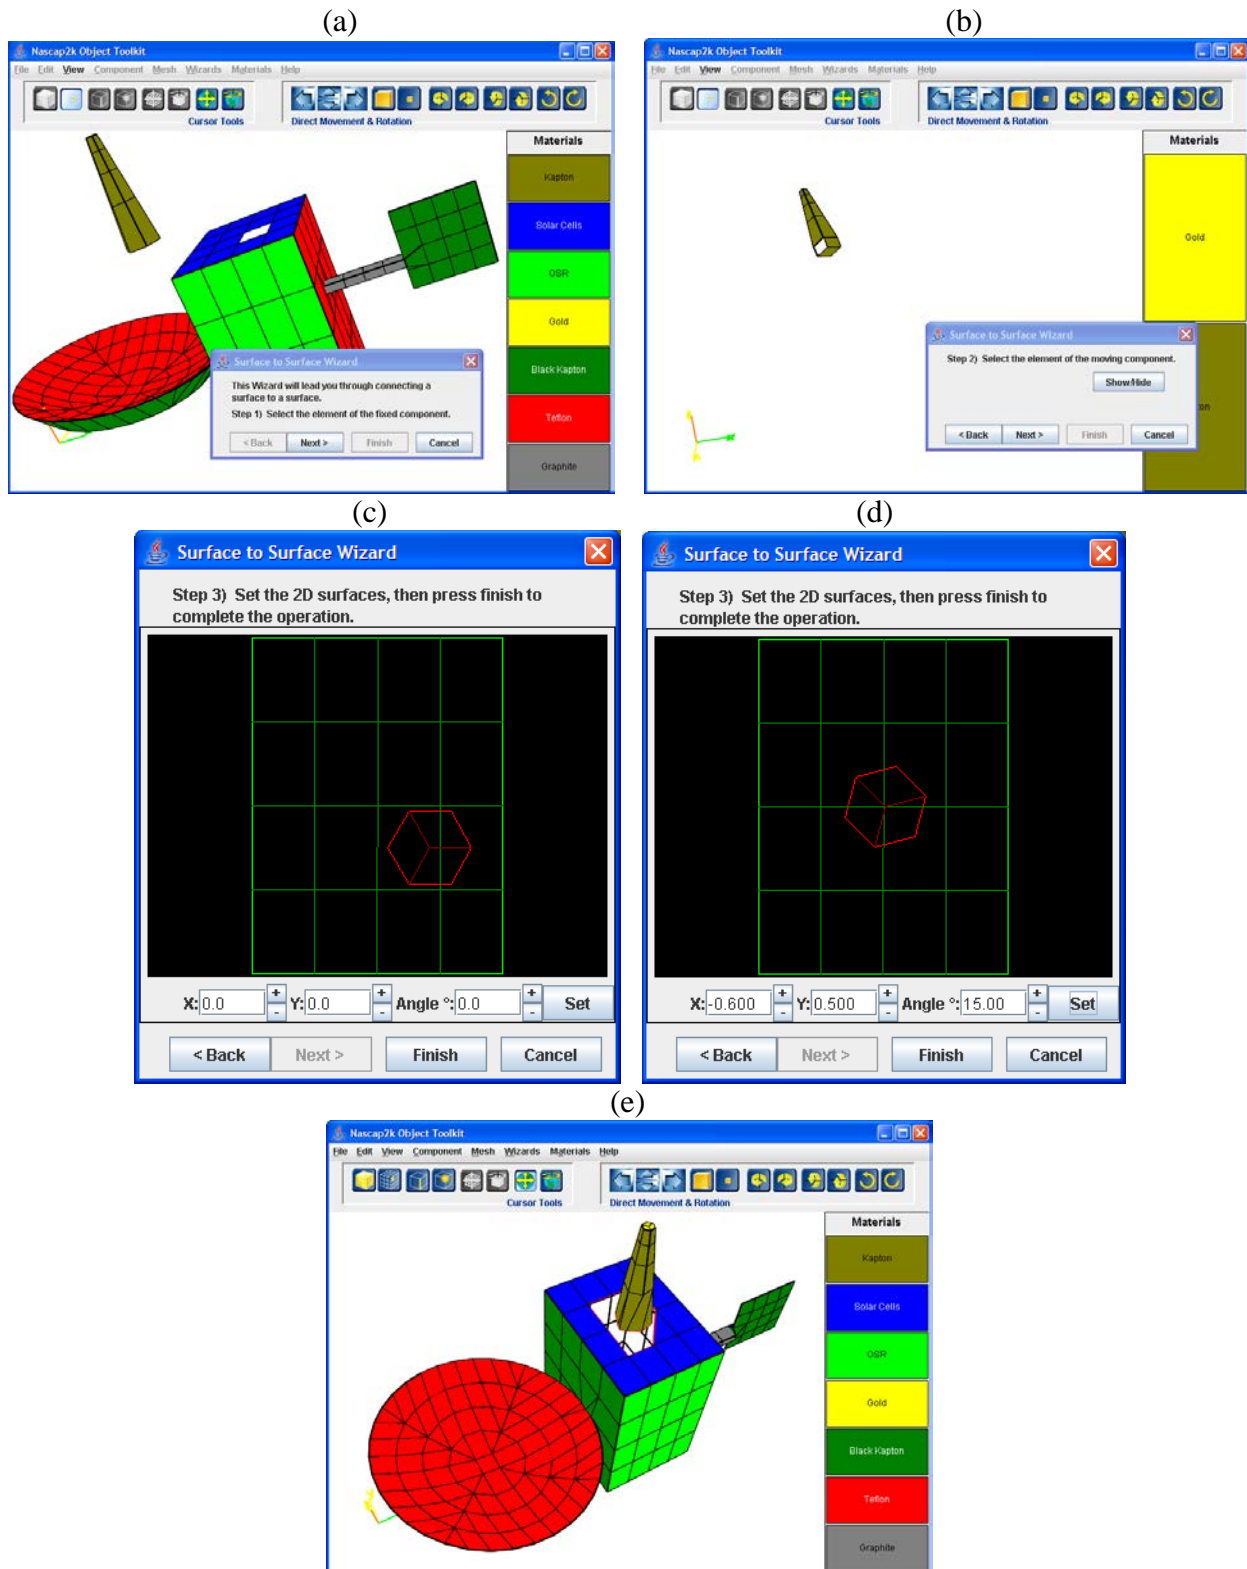 (a)
(b)
Nascap2k Object Toolkit
File Edit View Component Mesh Wizards Materials Help
Cursor Tools
Direct Movement & Rotation
Materials
Kapton
Solar Cells
OSR
Gold
Black Kapton
Teflon
Graphite
Surface to Surface Wizard
This Wizard will lead you through connecting a
surface to a surface.
Step 1) Select the element of the fixed component.
< Back Next > Finish Cancel
Nascap2k Object Toolkit
File Edit View Component Mesh Wizards Materials Help
Cursor Tools
Direct Movement & Rotation
Materials
Gold
Surface to Surface Wizard
Step 2) Select the element of the moving component.
Show/Hide
on
< Back Next > Finish Cancel
(c)
(d)
Surface to Surface Wizard
Step 3) Set the 2D surfaces, then press finish to
complete the operation.
X: 0.0 + - Y: 0.0 + - Angle °: 0.0 + - Set
< Back Next > Finish Cancel
Surface to Surface Wizard
Step 3) Set the 2D surfaces, then press finish to
complete the operation.
X: -0.600 + - Y: 0.500 + - Angle °: 15.00 + - Set
< Back Next > Finish Cancel
(e)
Nascap2k Object Toolkit
File Edit View Component Mesh Wizards Materials Help
Cursor Tools
Direct Movement & Rotation
Materials
Kapton
Solar Cells
OSR
Gold
Black Kapton
Teflon
Graphite